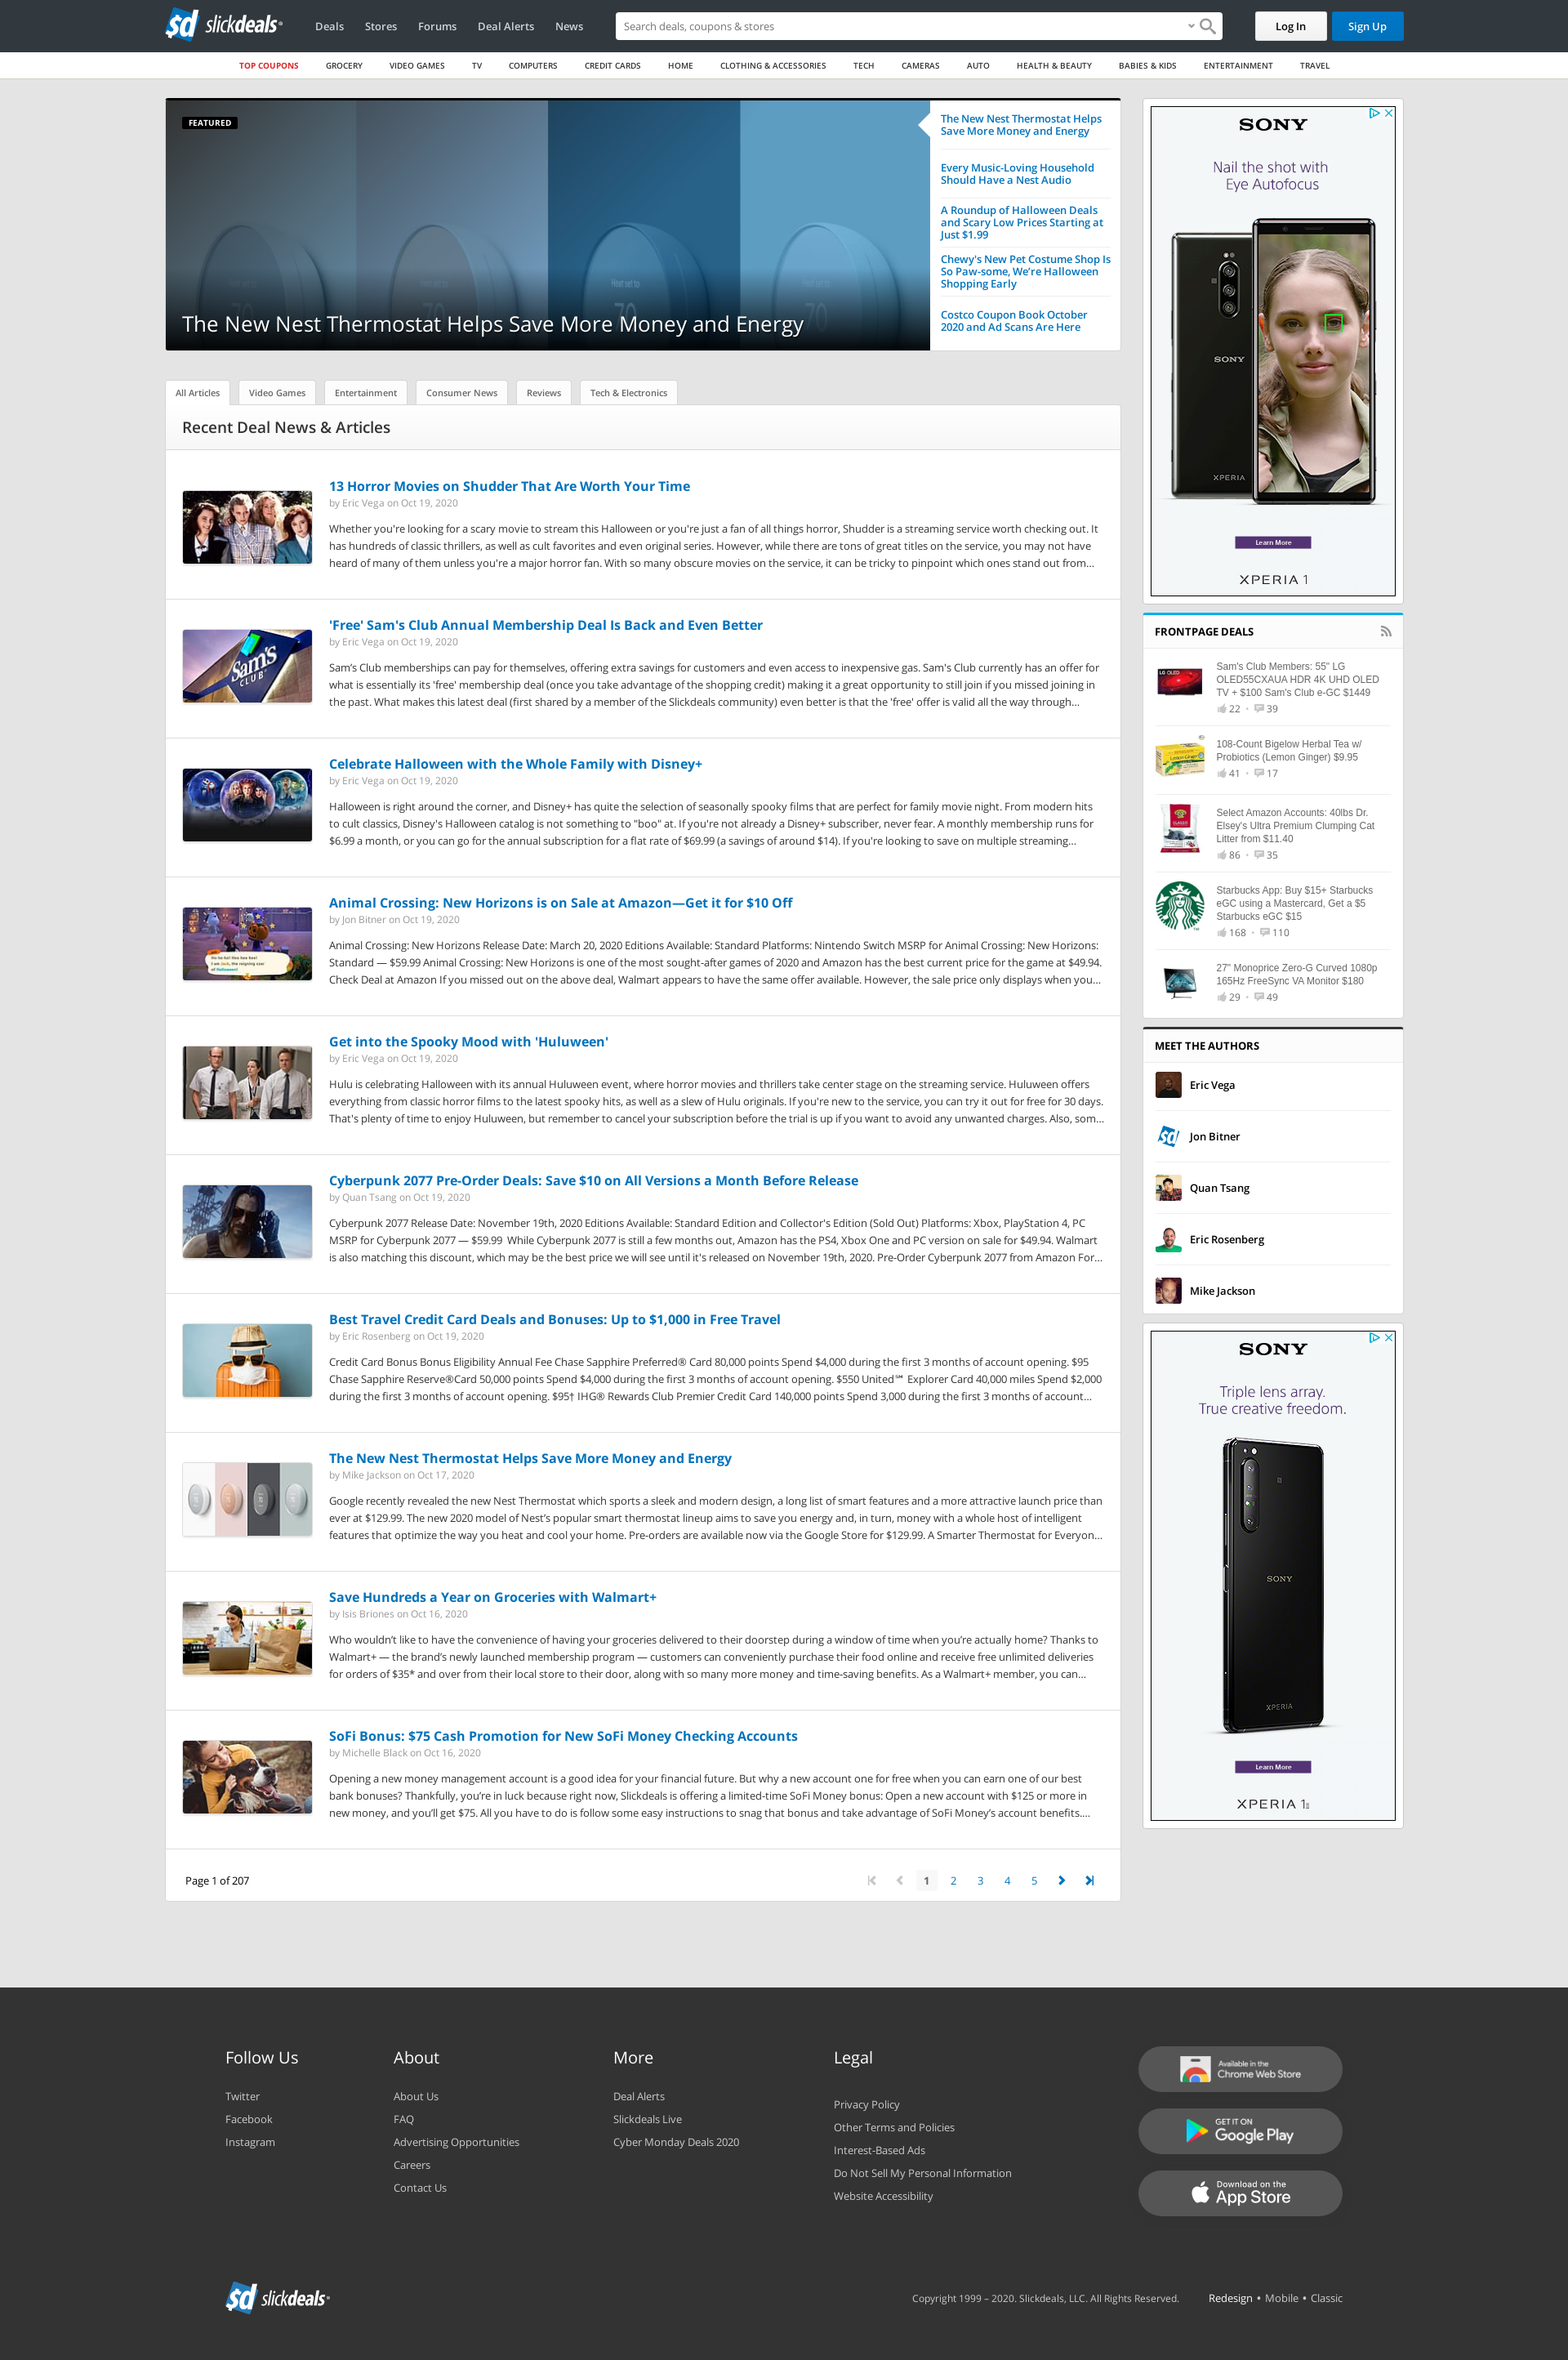 sd slickdeals
Deals
Stores
Forums
Deal Alerts
News
Search deals, coupons & stores
Log In
Sign Up
TOP COUPONS
GROCERY
VIDEO GAMES
TV
COMPUTERS
CREDIT CARDS
HOME
CLOTHING & ACCESSORIES
TECH
CAMERAS
AUTO
HEALTH & BEAUTY
BABIES & KIDS
ENTERTAINMENT
TRAVEL
FEATURED
Heat set to
70
The New Nest Thermostat Helps Save More Money and Energy
The New Nest Thermostat Helps
Save More Money and Energy
Every Music-Loving Household
Should Have a Nest Audio
A Roundup of Halloween Deals
and Scary Low Prices Starting at
Just $1.99
Chewy's New Pet Costume Shop Is
So Paw-some, We’re Halloween
Shopping Early
Costco Coupon Book October
2020 and Ad Scans Are Here
All Articles
Video Games
Entertainment
Consumer News
Reviews
Tech & Electronics
Recent Deal News & Articles
13 Horror Movies on Shudder That Are Worth Your Time
by Eric Vega on Oct 19, 2020
Whether you're looking for a scary movie to stream this Halloween or you're just a fan of all things horror, Shudder is a streaming service worth checking out. It
has hundreds of classic thrillers, as well as cult favorites and even original series. However, while there are tons of great titles on the service, you may not have
heard of many of them unless you're a major horror fan. With so many obscure movies on the service, it can be tricky to pinpoint which ones stand out from...
Sam's
CLUB
'Free' Sam's Club Annual Membership Deal Is Back and Even Better
by Eric Vega on Oct 19, 2020
Sam’s Club memberships can pay for themselves, offering extra savings for customers and even access to inexpensive gas. Sam's Club currently has an offer for
what is essentially its 'free' membership deal (once you take advantage of the shopping credit) making it a great opportunity to still join if you missed joining in
the past. What makes this latest deal (first shared by a member of the Slickdeals community) even better is that the 'free' offer is valid all the way through...
Celebrate Halloween with the Whole Family with Disney+
by Eric Vega on Oct 19, 2020
Halloween is right around the corner, and Disney+ has quite the selection of seasonally spooky films that are perfect for family movie night. From modern hits
to cult classics, Disney's Halloween catalog is not something to "boo" at. If you're not already a Disney+ subscriber, never fear. A monthly membership runs for
$6.99 a month, or you can go for the annual subscription for a flat rate of $69.99 (a savings of around $14). If you're looking to save on multiple streaming...
Animal Crossing: New Horizons is on Sale at Amazon—Get it for $10 Off
by Jon Bitner on Oct 19, 2020
Animal Crossing: New Horizons Release Date: March 20, 2020 Editions Available: Standard Platforms: Nintendo Switch MSRP for Animal Crossing: New Horizons:
Standard — $59.99 Animal Crossing: New Horizons is one of the most sought-after games of 2020 and Amazon has the best current price for the game at $49.94.
Check Deal at Amazon If you missed out on the above deal, Walmart appears to have the same offer available. However, the sale price only displays when you...
Get into the Spooky Mood with 'Huluween'
by Eric Vega on Oct 19, 2020
Hulu is celebrating Halloween with its annual Huluween event, where horror movies and thrillers take center stage on the streaming service. Huluween offers
everything from classic horror films to the latest spooky hits, as well as a slew of Hulu originals. If you're new to the service, you can try it out for free for 30 days.
That's plenty of time to enjoy Huluween, but remember to cancel your subscription before the trial is up if you want to avoid any unwanted charges. Also, som...
Cyberpunk 2077 Pre-Order Deals: Save $10 on All Versions a Month Before Release
by Quan Tsang on Oct 19, 2020
Cyberpunk 2077 Release Date: November 19th, 2020 Editions Available: Standard Edition and Collector's Edition (Sold Out) Platforms: Xbox, PlayStation 4, PC
MSRP for Cyberpunk 2077 — $59.99 While Cyberpunk 2077 is still a few months out, Amazon has the PS4, Xbox One and PC version on sale for $49.94. Walmart
is also matching this discount, which may be the best price we will see until it's released on November 19th, 2020. Pre-Order Cyberpunk 2077 from Amazon For...
Best Travel Credit Card Deals and Bonuses: Up to $1,000 in Free Travel
by Eric Rosenberg on Oct 19, 2020
Credit Card Bonus Bonus Eligibility Annual Fee Chase Sapphire Preferred® Card 80,000 points Spend $4,000 during the first 3 months of account opening. $95
Chase Sapphire Reserve®Card 50,000 points Spend $4,000 during the first 3 months of account opening. $550 United℠ Explorer Card 40,000 miles Spend $2,000
during the first 3 months of account opening. $95† IHG® Rewards Club Premier Credit Card 140,000 points Spend 3,000 during the first 3 months of account...
The New Nest Thermostat Helps Save More Money and Energy
by Mike Jackson on Oct 17, 2020
Google recently revealed the new Nest Thermostat which sports a sleek and modern design, a long list of smart features and a more attractive launch price than
ever at $129.99. The new 2020 model of Nest’s popular smart thermostat lineup aims to save you energy and, in turn, money with a whole host of intelligent
features that optimize the way you heat and cool your home. Pre-orders are available now via the Google Store for $129.99. A Smarter Thermostat for Everyon...
Save Hundreds a Year on Groceries with Walmart+
by Isis Briones on Oct 16, 2020
Who wouldn’t like to have the convenience of having your groceries delivered to their doorstep during a window of time when you’re actually home? Thanks to
Walmart+ — the brand’s newly launched membership program — customers can conveniently purchase their food online and receive free unlimited deliveries
for orders of $35* and over from their local store to their door, along with so many more money and time-saving benefits. As a Walmart+ member, you can...
SoFi Bonus: $75 Cash Promotion for New SoFi Money Checking Accounts
by Michelle Black on Oct 16, 2020
Opening a new money management account is a good idea for your financial future. But why a new account one for free when you can earn one of our best
bank bonuses? Thankfully, you’re in luck because right now, Slickdeals is offering a limited-time SoFi Money bonus: Open a new account with $125 or more in
new money, and you’ll get $75. All you have to do is follow some easy instructions to snag that bonus and take advantage of SoFi Money’s account benefits....
Page 1 of 207
1
2
3
4
5
SONY
Nail the shot with
Eye Autofocus
SONY
XPERIA
Learn More
XPERIA 1
FRONTPAGE DEALS
LG OLED
Sam's Club Members: 55" LG
OLED55CXAUA HDR 4K UHD OLED
TV + $100 Sam's Club e-GC $1449
22 • 39
108-Count Bigelow Herbal Tea w/
Probiotics (Lemon Ginger) $9.95
41 • 17
Select Amazon Accounts: 40lbs Dr.
Elsey's Ultra Premium Clumping Cat
Litter from $11.40
86 • 35
Starbucks App: Buy $15+ Starbucks
eGC using a Mastercard, Get a $5
Starbucks eGC $15
168 • 110
27" Monoprice Zero-G Curved 1080p
165Hz FreeSync VA Monitor $180
29 • 49
MEET THE AUTHORS
Eric Vega
sd
Jon Bitner
Quan Tsang
Eric Rosenberg
Mike Jackson
SONY
Triple lens array.
True creative freedom.
SONY
XPERIA
Learn More
XPERIA 1 II
Follow Us
Twitter
Facebook
Instagram
About
About Us
FAQ
Advertising Opportunities
Careers
Contact Us
More
Deal Alerts
Slickdeals Live
Cyber Monday Deals 2020
Legal
Privacy Policy
Other Terms and Policies
Interest-Based Ads
Do Not Sell My Personal Information
Website Accessibility
Available in the
Chrome Web Store
GET IT ON
Google Play
Download on the
App Store
sd slickdeals
Copyright 1999 – 2020. Slickdeals, LLC. All Rights Reserved.
Redesign • Mobile • Classic